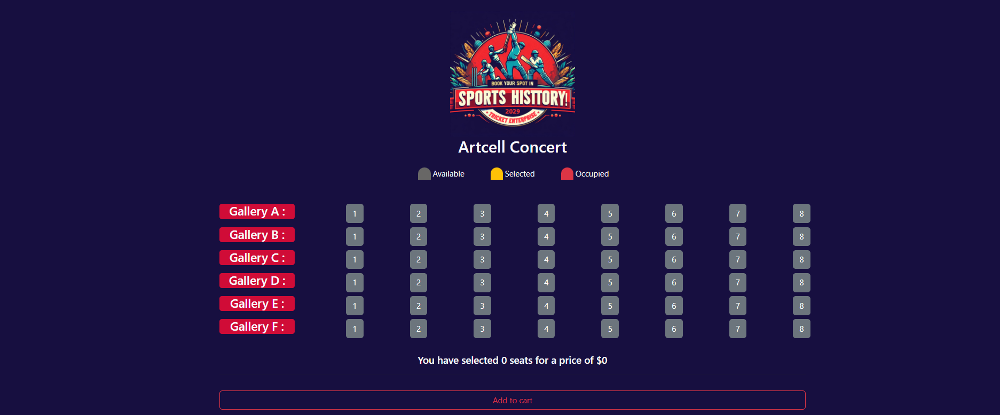 BOOK YOUR SPOT IN
SPORTS HISTTORY!
2029
TRICKET ENTERPRISE
Artcell Concert
Available Selected Occupied
Gallery A : 1 2 3 4 5 6 7 8
Gallery B : 1 2 3 4 5 6 7 8
Gallery C : 1 2 3 4 5 6 7 8
Gallery D : 1 2 3 4 5 6 7 8
Gallery E : 1 2 3 4 5 6 7 8
Gallery F : 1 2 3 4 5 6 7 8
You have selected 0 seats for a price of $0
Add to cart